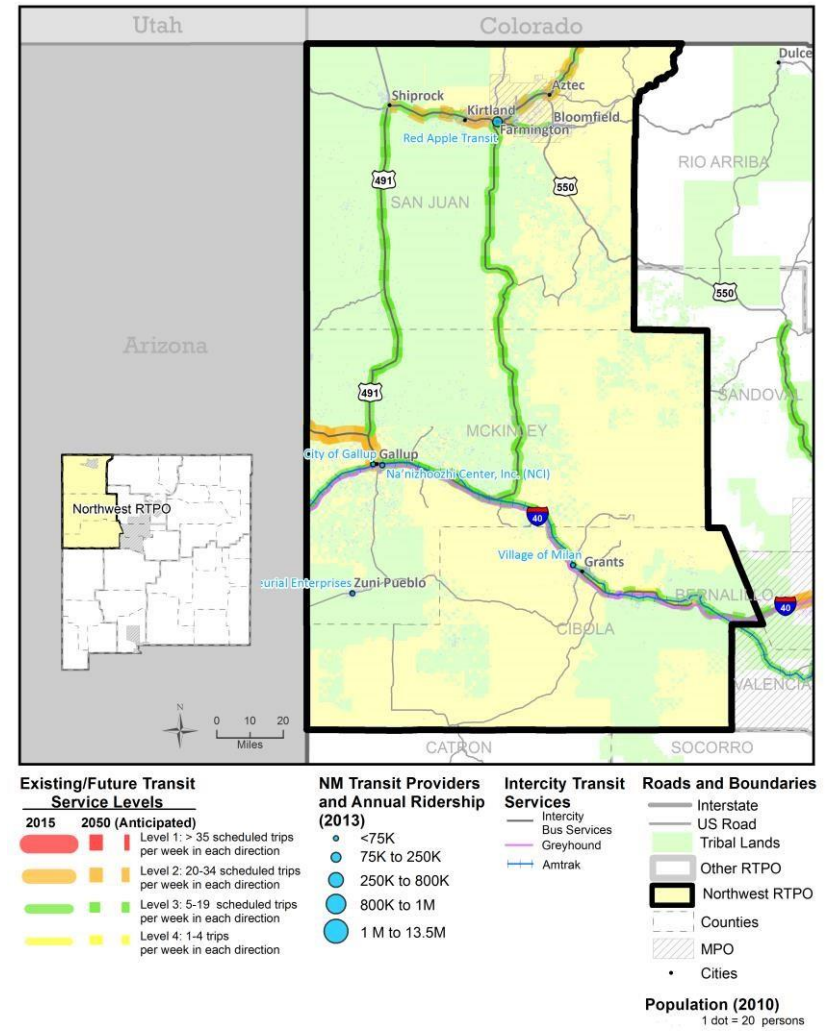 Utah
Colorado
Dulce
Shiprock
Aztec
Kirtland
Bloomfield
Farmington
Red Apple Transit
RIO ARRIBA
491
550
SAN JUAN
550
Arizona
SANDOVAL
491
MCKINLEY
City of Gallup
Gallup
Na'nizhoozhi Center, Inc. (NCI)
Northwest RTPO
40
Village of Milan
Grants
eurial Enterprises
Zuni Pueblo
BERNALILLO
40
CIBOLA
VALENCIA
N
0 10 20
Miles
CATRON
SOCORRO
Existing/Future Transit
Service Levels
2015 2050 (Anticipated)
Level 1: > 35 scheduled trips
per week in each direction
Level 2: 20-34 scheduled trips
per week in each direction
Level 3: 5-19 scheduled trips
per week in each direction
Level 4: 1-4 trips
per week in each direction
NM Transit Providers
and Annual Ridership
(2013)
<75K
75K to 250K
250K to 800K
800K to 1M
1 M to 13.5M
Intercity Transit
Services
Intercity
Bus Services
Greyhound
Amtrak
Roads and Boundaries
Interstate
US Road
Tribal Lands
Other RTPO
Northwest RTPO
Counties
MPO
Cities
Population (2010)
1 dot = 20 persons